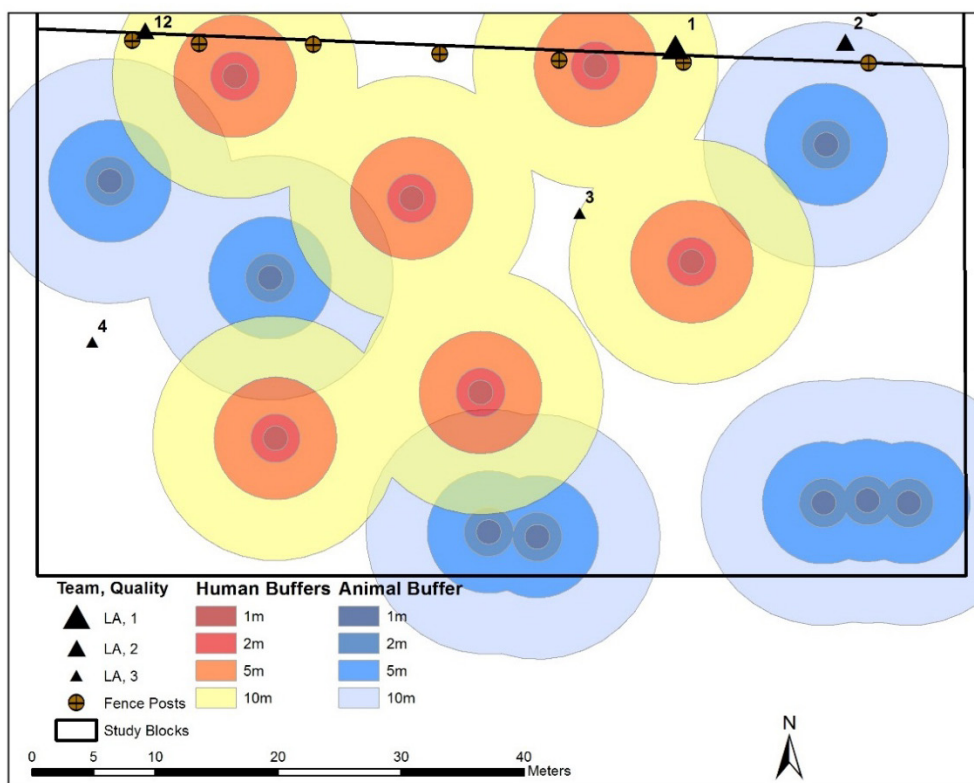 12
1
2
3
4
Team, Quality
LA, 1
LA, 2
LA, 3
Fence Posts
Study Blocks
Human Buffers
1m
2m
5m
10m
Animal Buffer
1m
2m
5m
10m
N
0 5 10 20 30 40
Meters